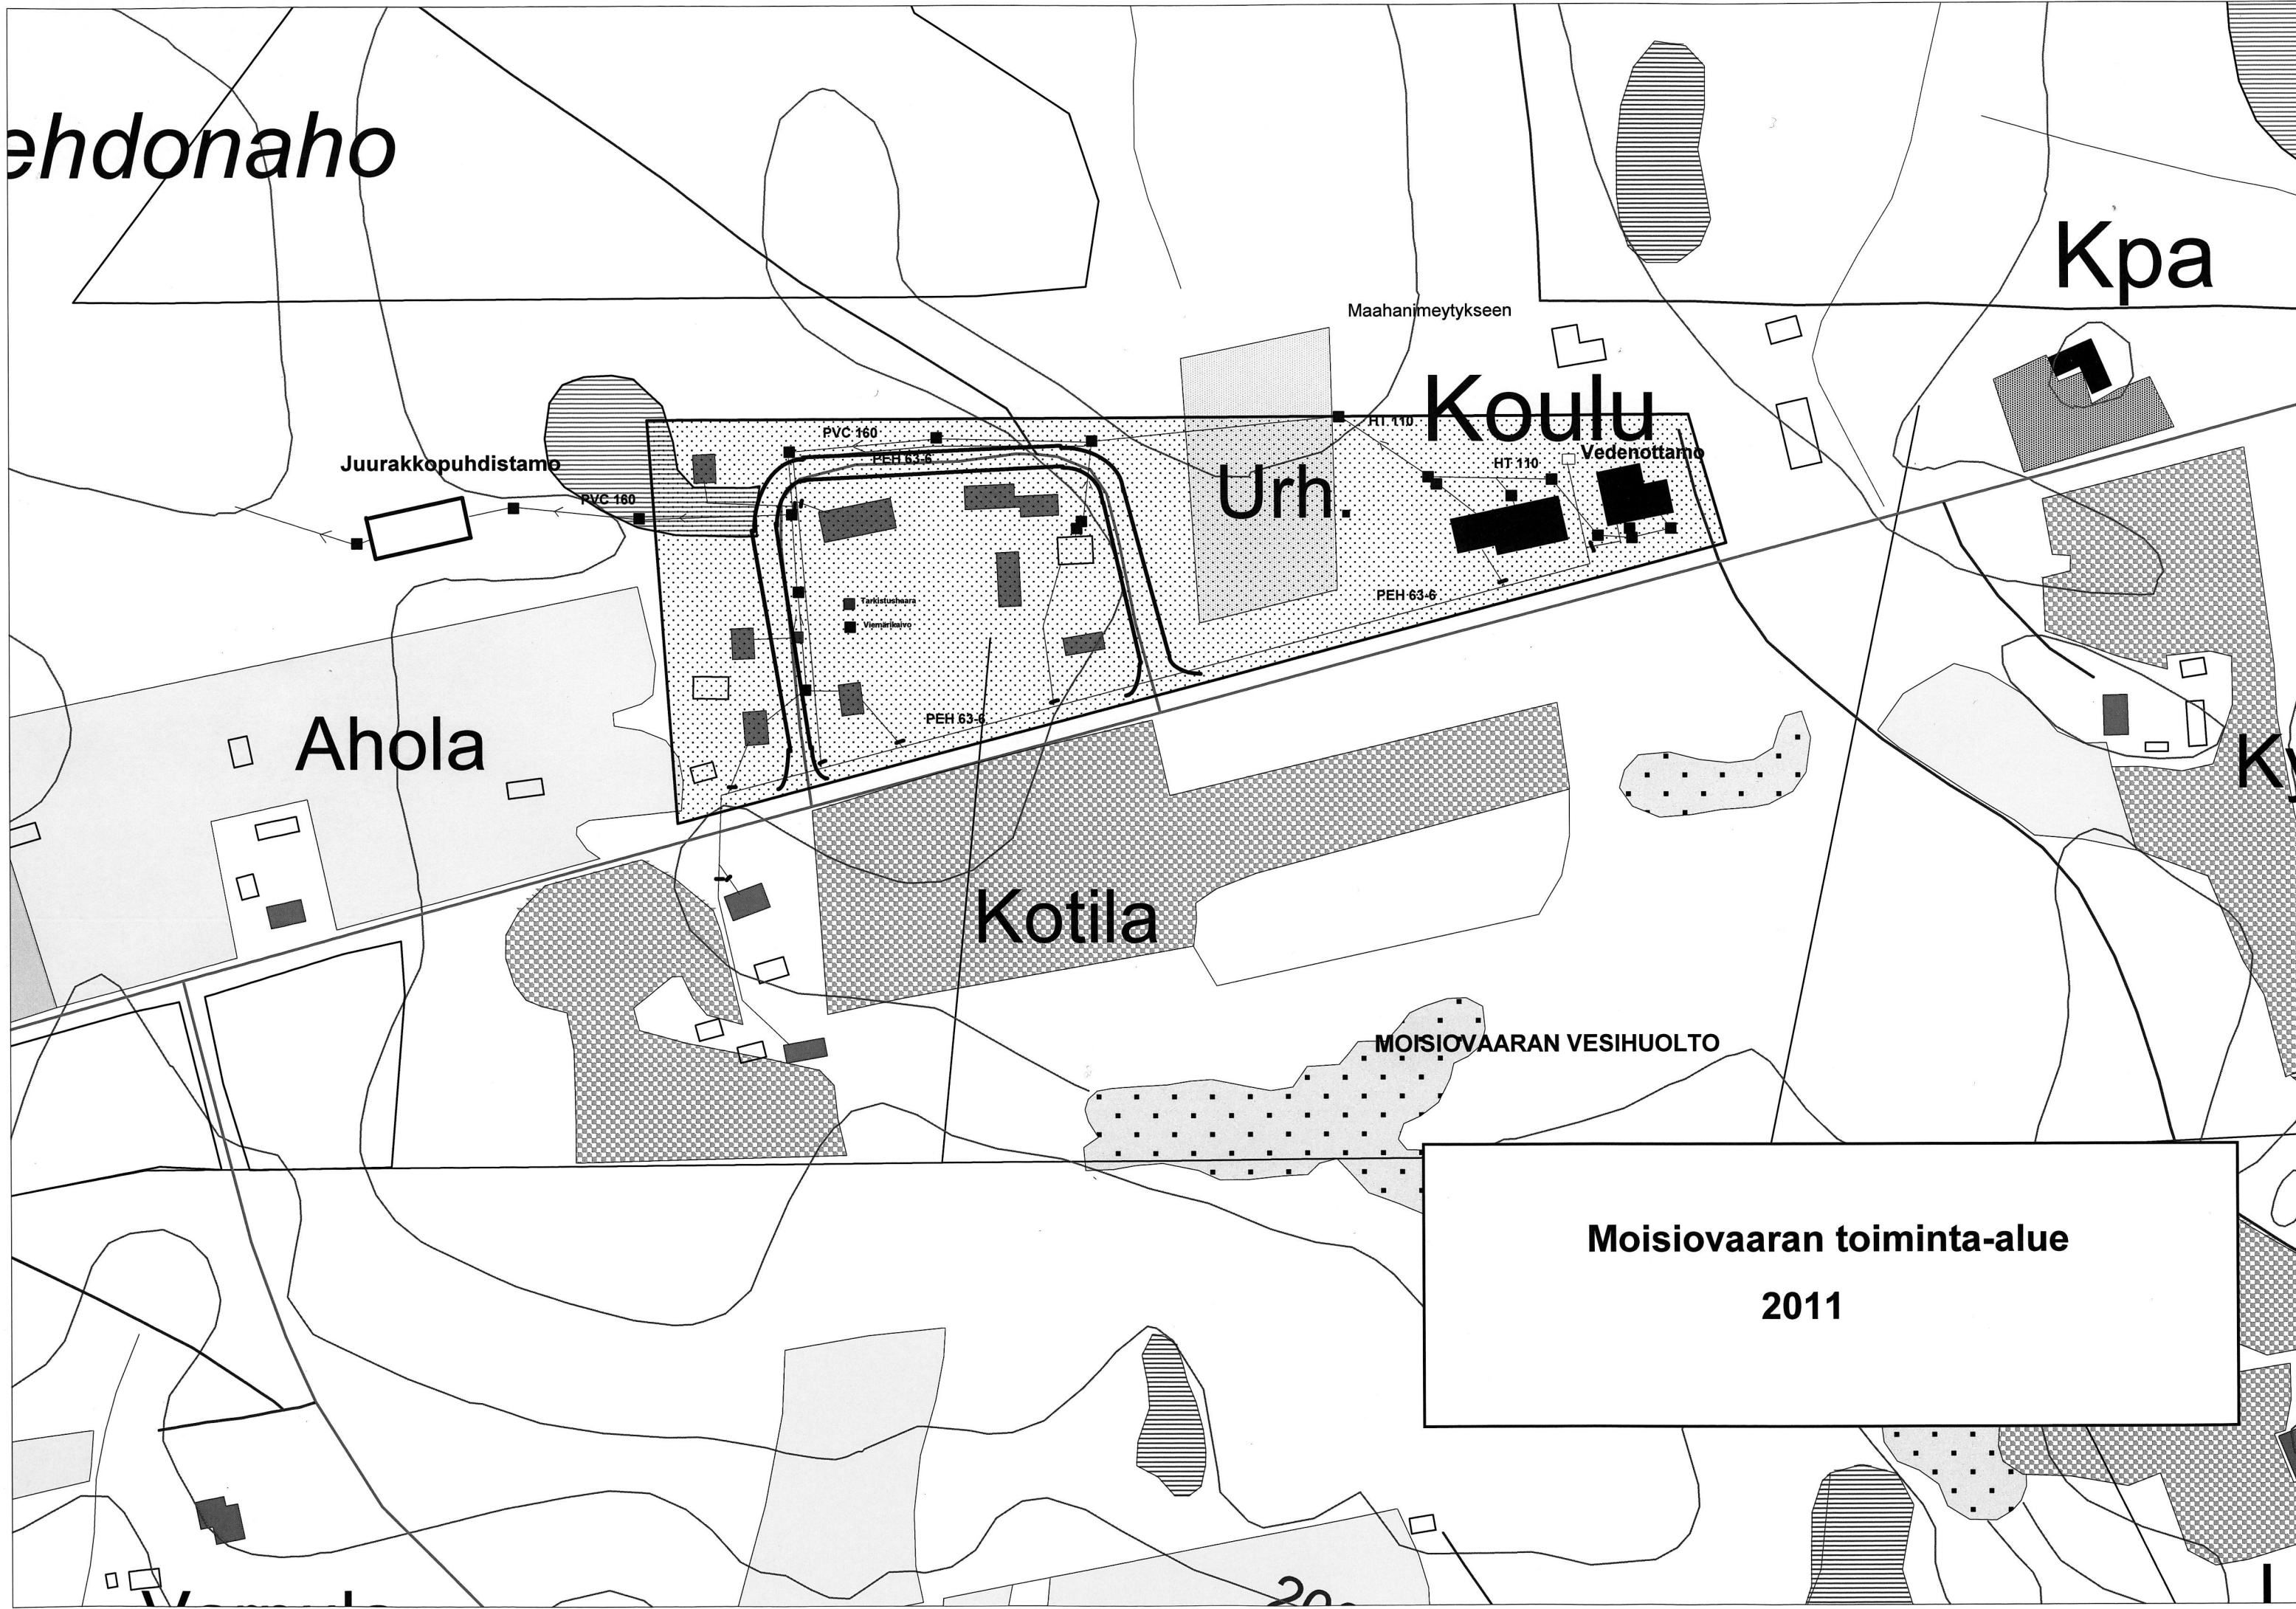 ehdonaho
Kpa
Maahanimeytykseen
Koulu
HT 110
PVC 160
Vedenottamo
PEH 63-6
Juurakkopuhdistamo
HT 110
Urh.
PVC 160
PEH 63-6
Tarkistushaara
Viemärikaivo
PEH 63-6
Ahola
Ky
Kotila
MOISIOVAARAN VESIHUOLTO
Moisiovaaran toiminta-alue
2011